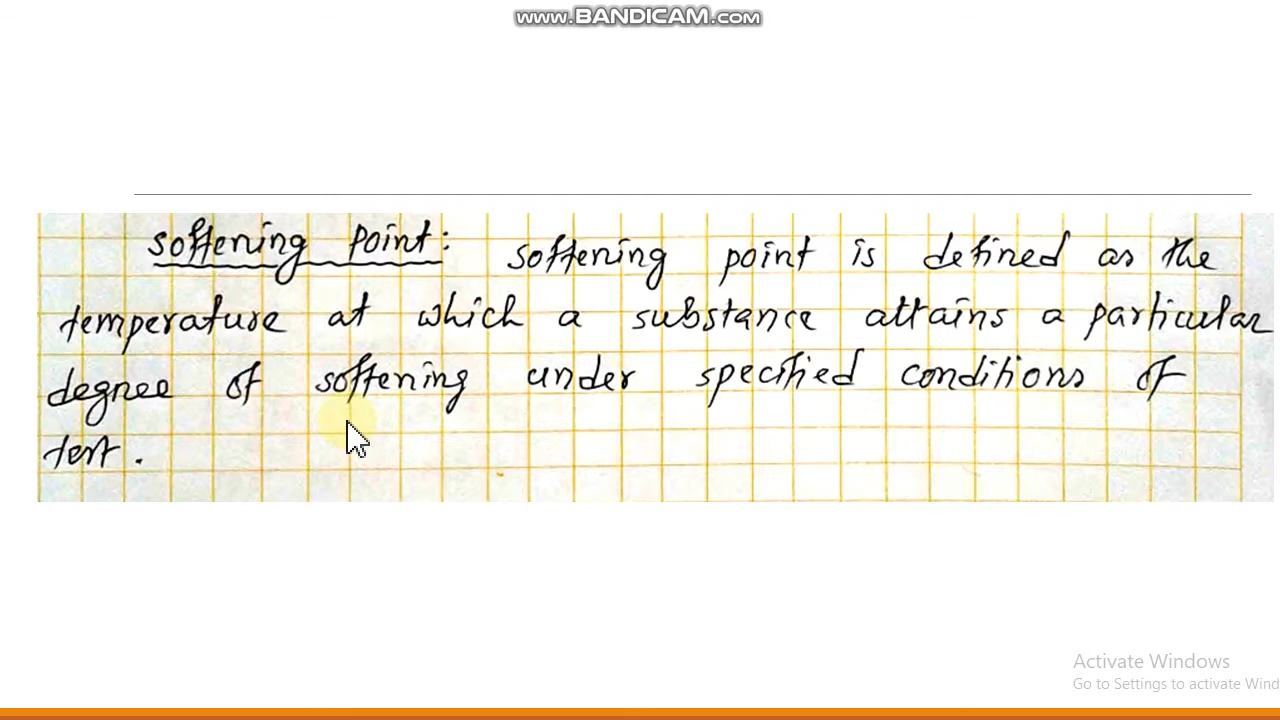 www.BANDICAM.com
softening point: softening point is defined as the
temperature at which a substance attains a particular
degree of softening under specified conditions of
test.
Activate Windows
Go to Settings to activate Wind